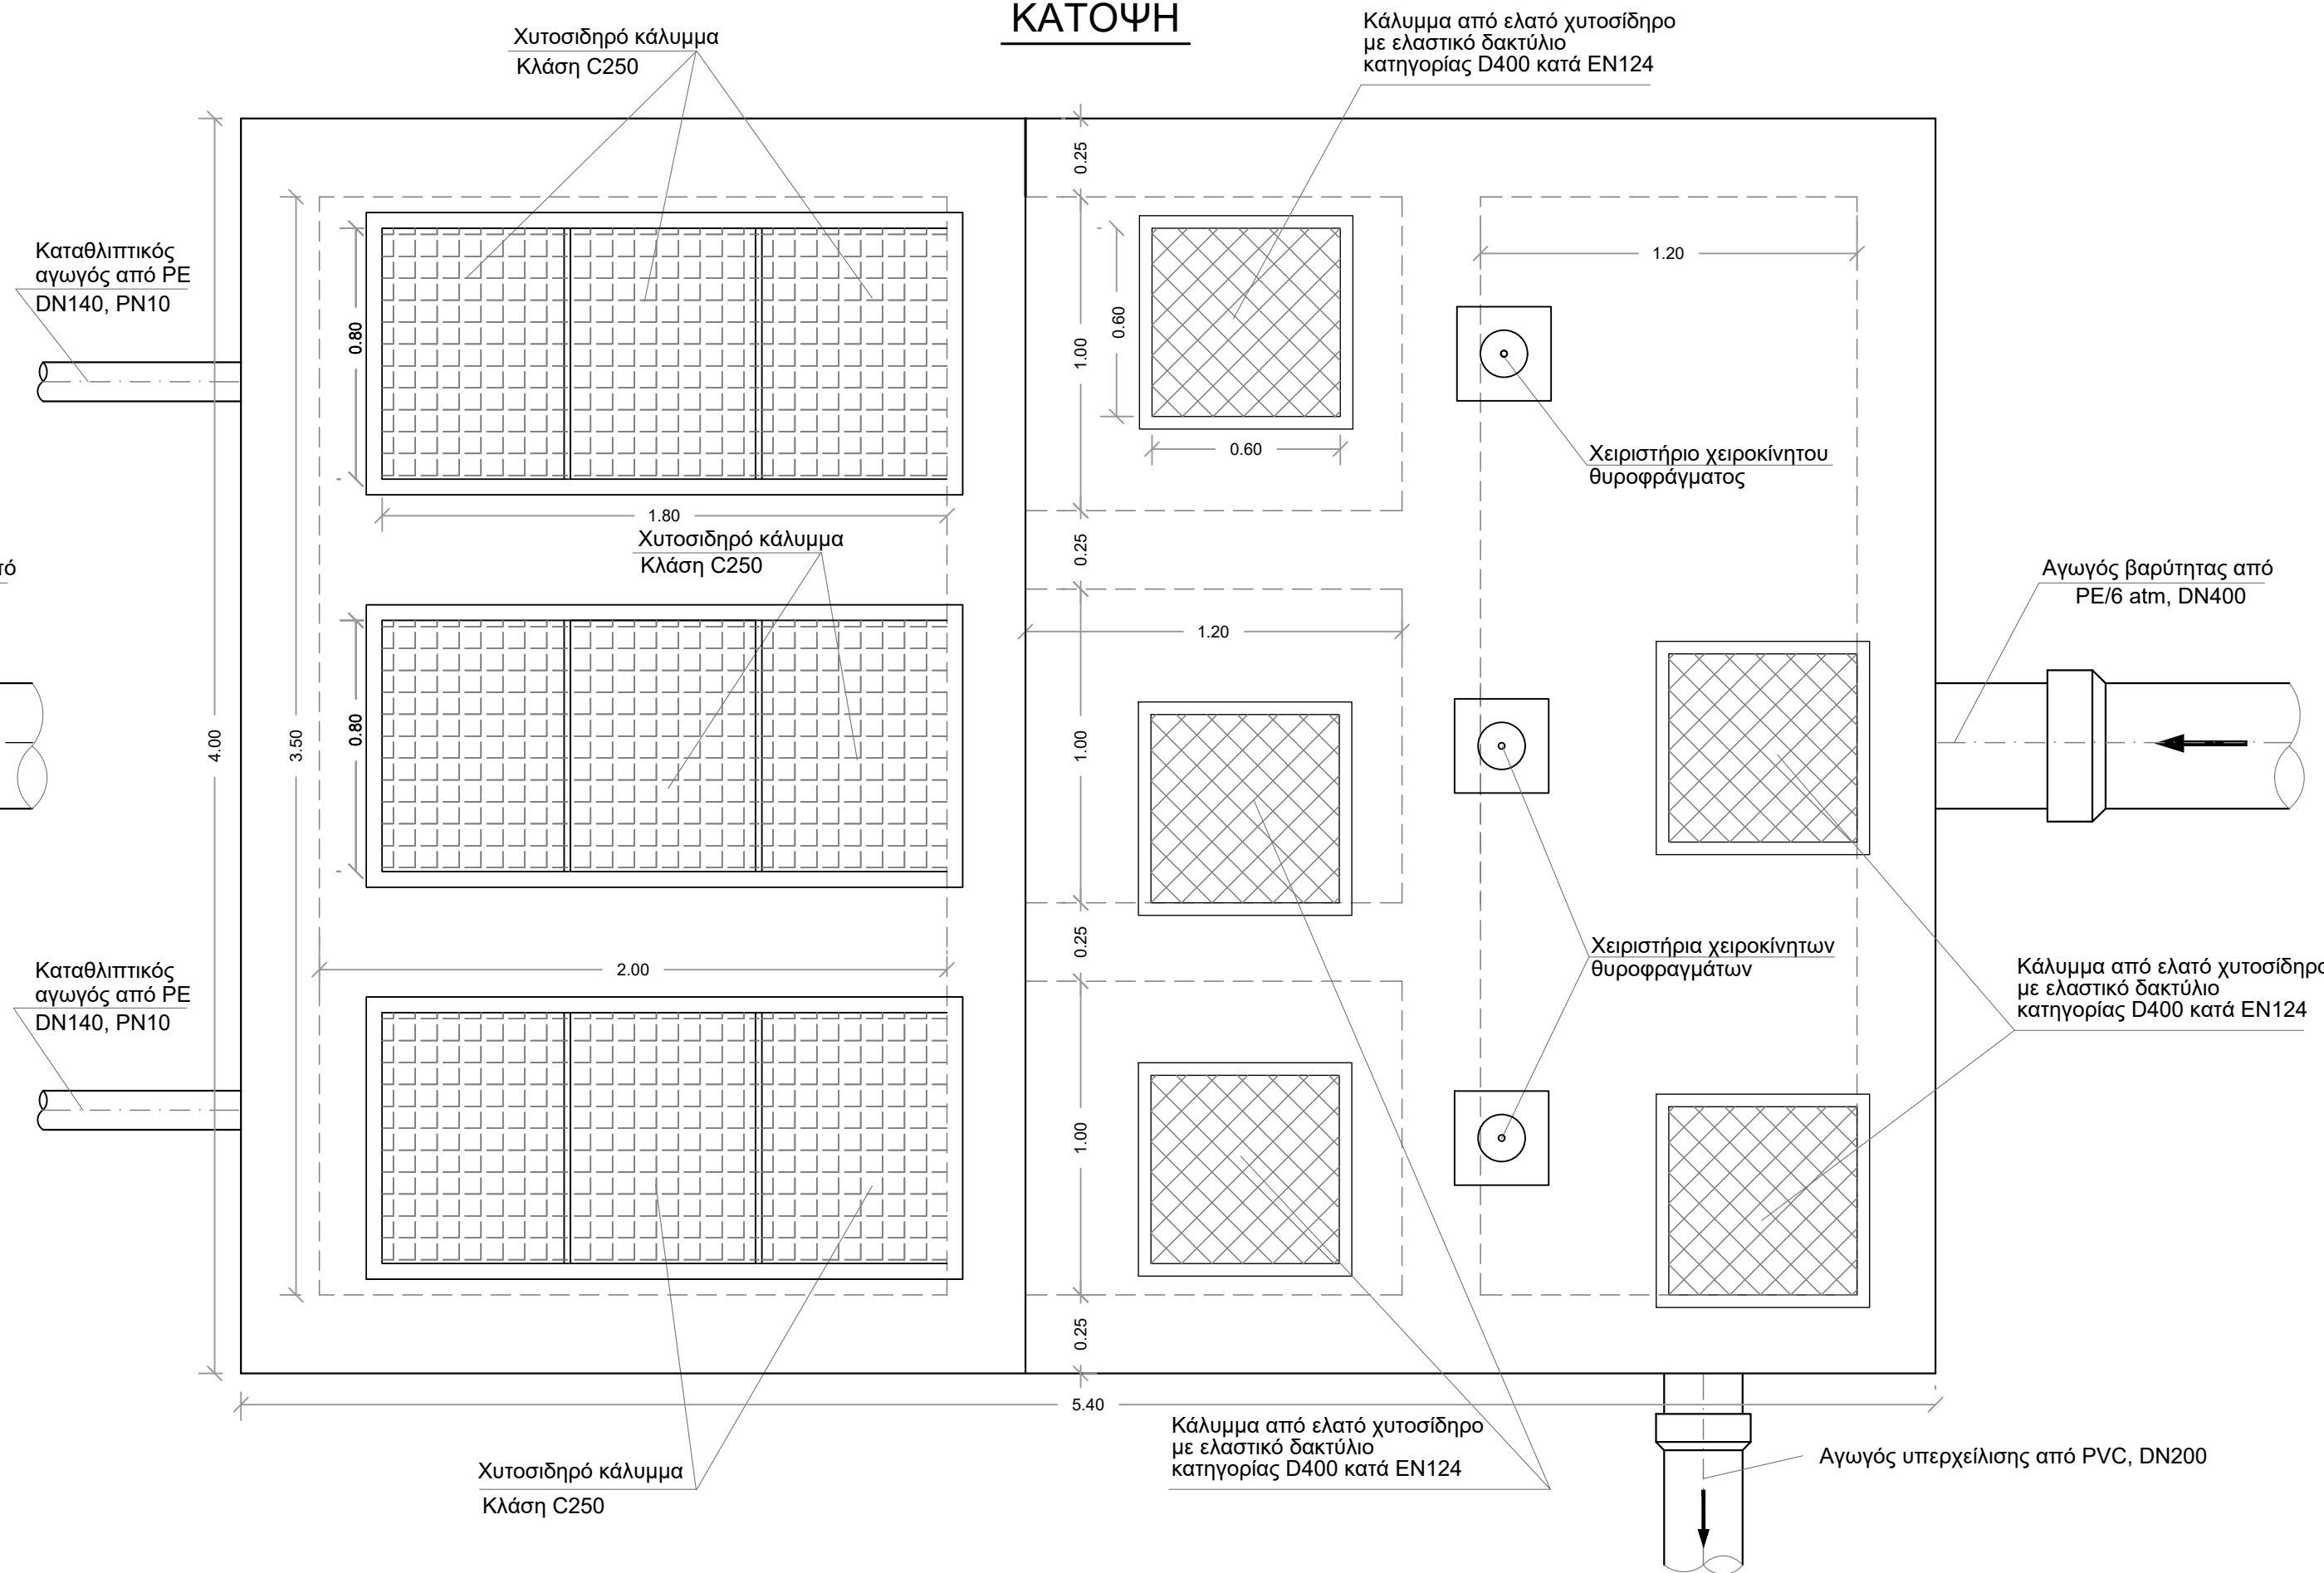 ΚΑΤΟΨΗ
Χυτοσιδηρό κάλυμμα
Κλάση C250
Κάλυμμα από ελατό χυτοσίδηρο
με ελαστικό δακτύλιο
κατηγορίας D400 κατά EN124
0.25
Καταθλιπτικός
αγωγός από PE
DN140, PN10
0.80
1.00
0.60
1.20
0.60
Χειριστήριο χειροκίνητου
θυροφράγματος
1.80
Χυτοσιδηρό κάλυμμα
Κλάση C250
0.25
τό
Αγωγός βαρύτητας από
PE/6 atm, DN400
1.20
4.00
3.50
0.80
1.00
0.25
2.00
Χειριστήρια χειροκίνητων
θυροφραγμάτων
Καταθλιπτικός
αγωγός από PE
DN140, PN10
Κάλυμμα από ελατό χυτοσίδηρο
με ελαστικό δακτύλιο
κατηγορίας D400 κατά EN124
1.00
0.25
5.40
Κάλυμμα από ελατό χυτοσίδηρο
με ελαστικό δακτύλιο
κατηγορίας D400 κατά EN124
Αγωγός υπερχείλισης από PVC, DN200
Χυτοσιδηρό κάλυμμα
Κλάση C250